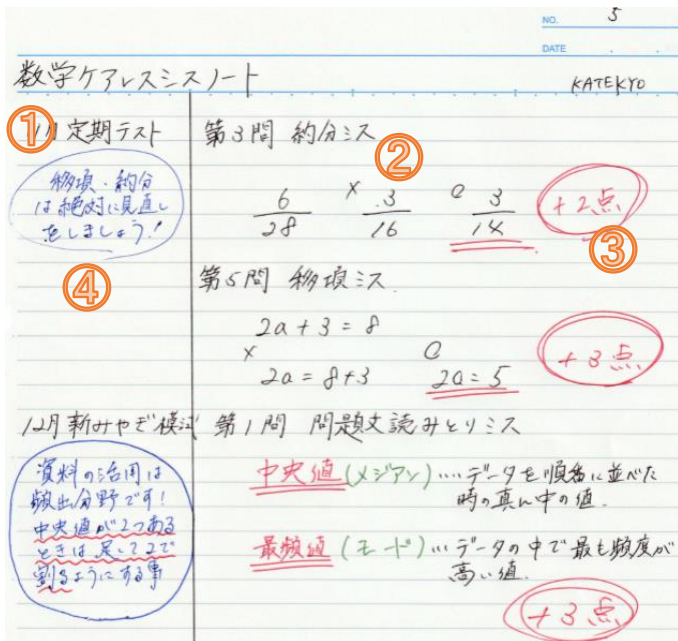 NO. 5
DATE . .
数学ケアレスミスノート KATEKYO
① 月定期テスト 第3問 約分ミス
②
移項・約分
は絶対に見直し
をしましょう!
6/28 × 3/16 ○ 3/14 +2点
③
④
第5問 移項ミス
2a+3=8
× ○
2a=8+3 2a=5 +3点
12月新みやぎ模試 第1問 問題文読みとりミス
資料の活用は
頻出分野です!
中央値が2つある
ときは足して2で
割るようにする事
中央値(メジアン)‥‥データを順番に並べた
時の真ん中の値.
最頻値(モード)‥データの中で最も頻度が
高い値.
+3点